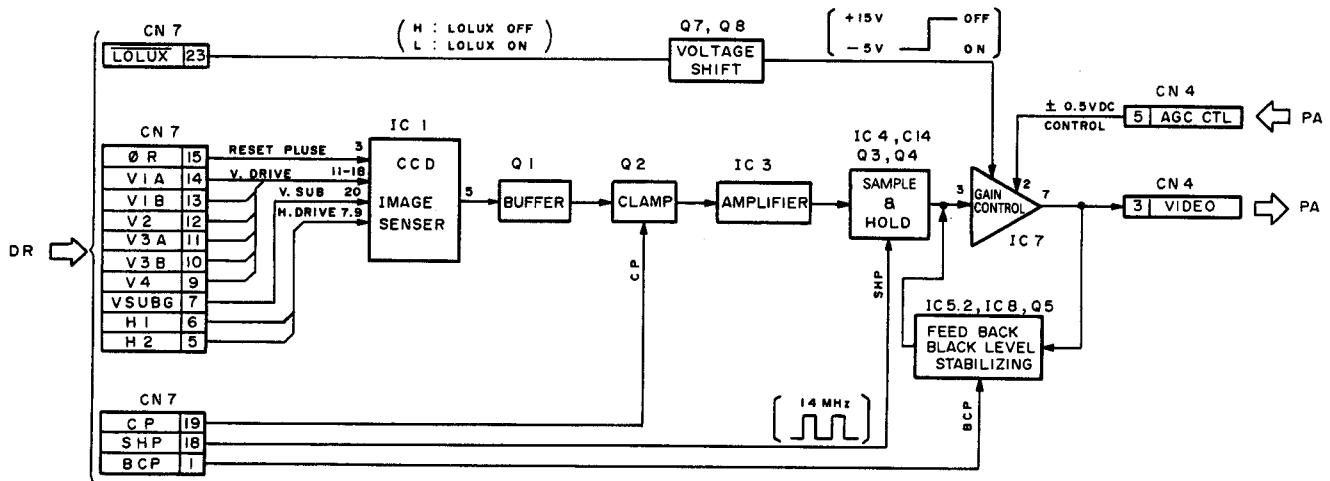 CN 7
LOLUX 23
( H : LOLUX OFF
L : LOLUX ON )
Q7, Q8
VOLTAGE
SHIFT
+15V OFF
−5V ON
CN 4
± 0.5VDC
CONTROL
5 AGC CTL
PA
CN 7
ØR 15
V1A 14
V1B 13
V2 12
V3A 11
V3B 10
V4 9
VSUBG 7
H1 6
H2 5
DR
RESET PLUSE 3
V. DRIVE 11-18
V. SUB 20
H. DRIVE 7.9
IC 1
CCD
IMAGE
SENSER
5
Q1
BUFFER
Q2
CLAMP
CP
IC 3
AMPLIFIER
IC 4, C14
Q3, Q4
SAMPLE
&
HOLD
SHP
3
2
7
GAIN
CONTROL
IC 7
CN 4
3 VIDEO
PA
IC5.2, IC8, Q5
FEED BACK
BLACK LEVEL
STABILIZING
BCP
14 MHz
CN 7
CP 19
SHP 18
BCP 1